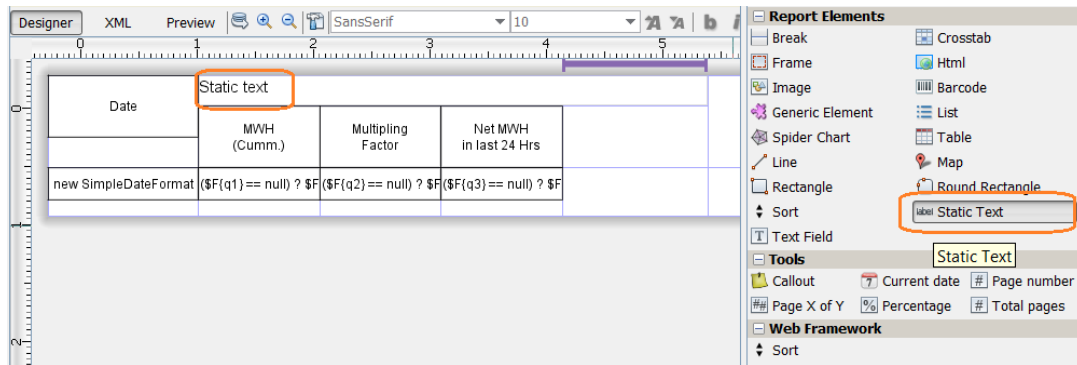 Designer XML Preview SansSerif 10 A A b i
0 1 2 3 4 5
Static text
Date
MWH
(Cumm.)
Multipling
Factor
Net MWH
in last 24 Hrs
new SimpleDateFormat ($F{q1} == null) ? $F ($F{q2} == null) ? $F ($F{q3} == null) ? $F
0
1
2
Report Elements
Break Crosstab
Frame Html
Image Barcode
Generic Element List
Spider Chart Table
Line Map
Rectangle Round Rectangle
Sort label Static Text
T Text Field
Static Text
Tools
Callout 7 Current date # Page number
## Page X of Y % Percentage # Total pages
Web Framework
Sort